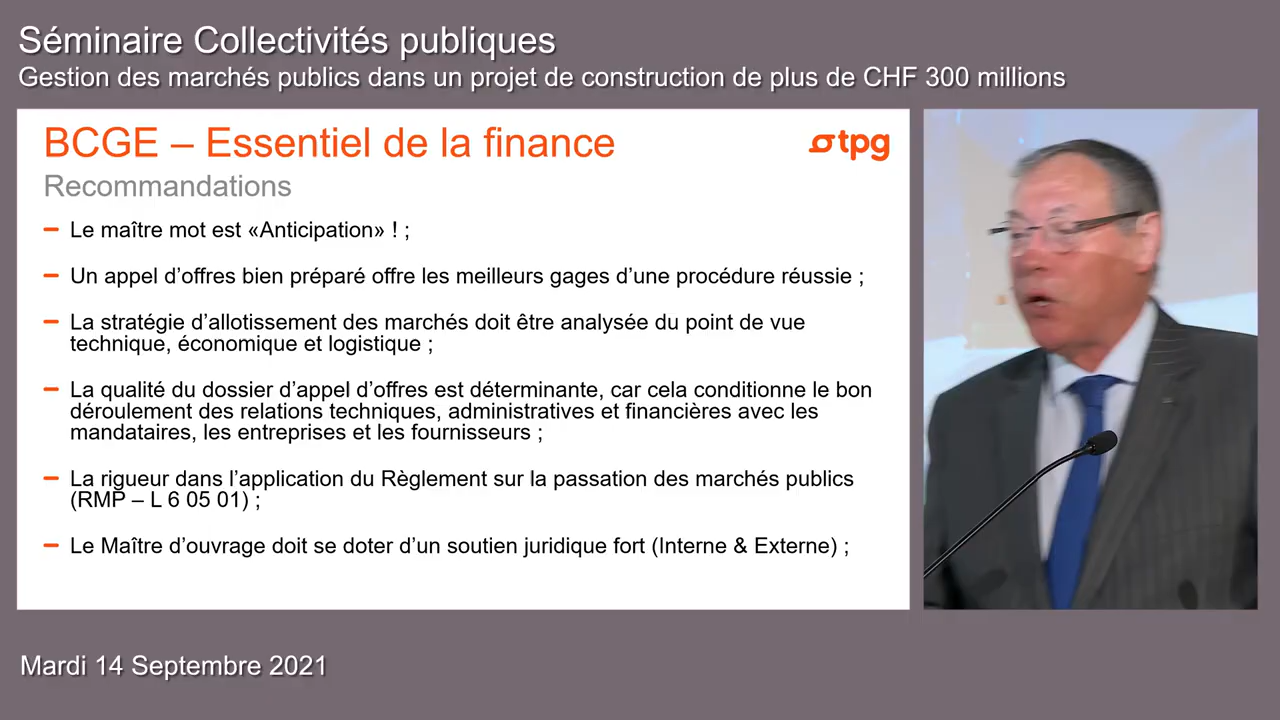 Séminaire Collectivités publiques
Gestion des marchés publics dans un projet de construction de plus de CHF 300 millions
BCGE – Essentiel de la finance
tpg
Recommandations
Le maître mot est «Anticipation» ! ;
Un appel d’offres bien préparé offre les meilleurs gages d’une procédure réussie ;
La stratégie d’allotissement des marchés doit être analysée du point de vue
technique, économique et logistique ;
La qualité du dossier d’appel d’offres est déterminante, car cela conditionne le bon
déroulement des relations techniques, administratives et financières avec les
mandataires, les entreprises et les fournisseurs ;
La rigueur dans l’application du Règlement sur la passation des marchés publics
(RMP – L 6 05 01) ;
Le Maître d’ouvrage doit se doter d’un soutien juridique fort (Interne & Externe) ;
Mardi 14 Septembre 2021